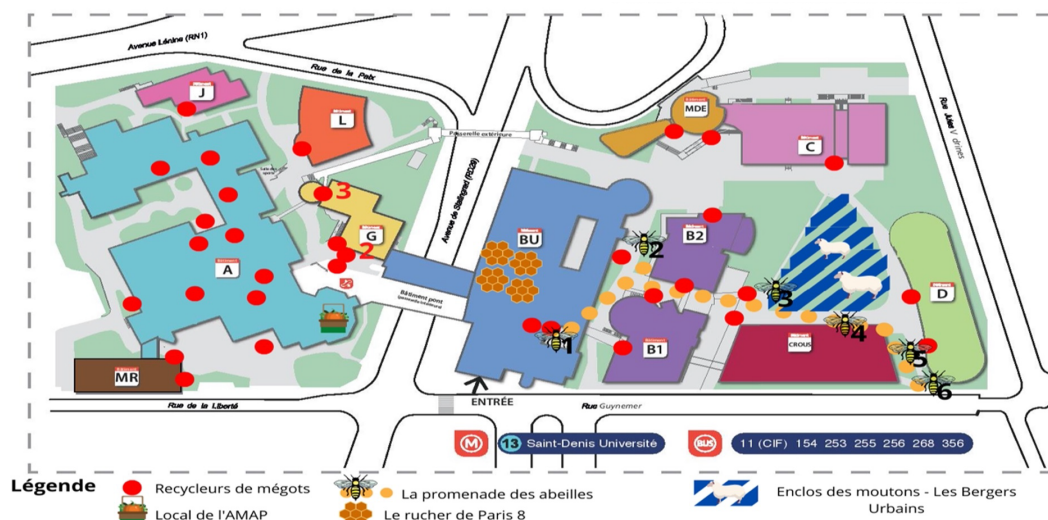 Avenue Lénine (RN1)
Rue de la Paix
J
L
Passerelle extérieure
MDE
C
Rue Jules V drines
3
G
2
A
Avenue de Stalingrad (RD29)
BU
2
B2
3
D
Bâtiment pont
1
B1
CROUS
4
5
6
MR
ENTRÉE
Rue de la Liberté
Rue Guynemer
M 13 Saint-Denis Université
BUS 11 (CIF) 154 253 255 256 268 356
Légende
Recycleurs de mégots
La promenade des abeilles
Enclos des moutons - Les Bergers
Urbains
Local de l'AMAP
Le rucher de Paris 8